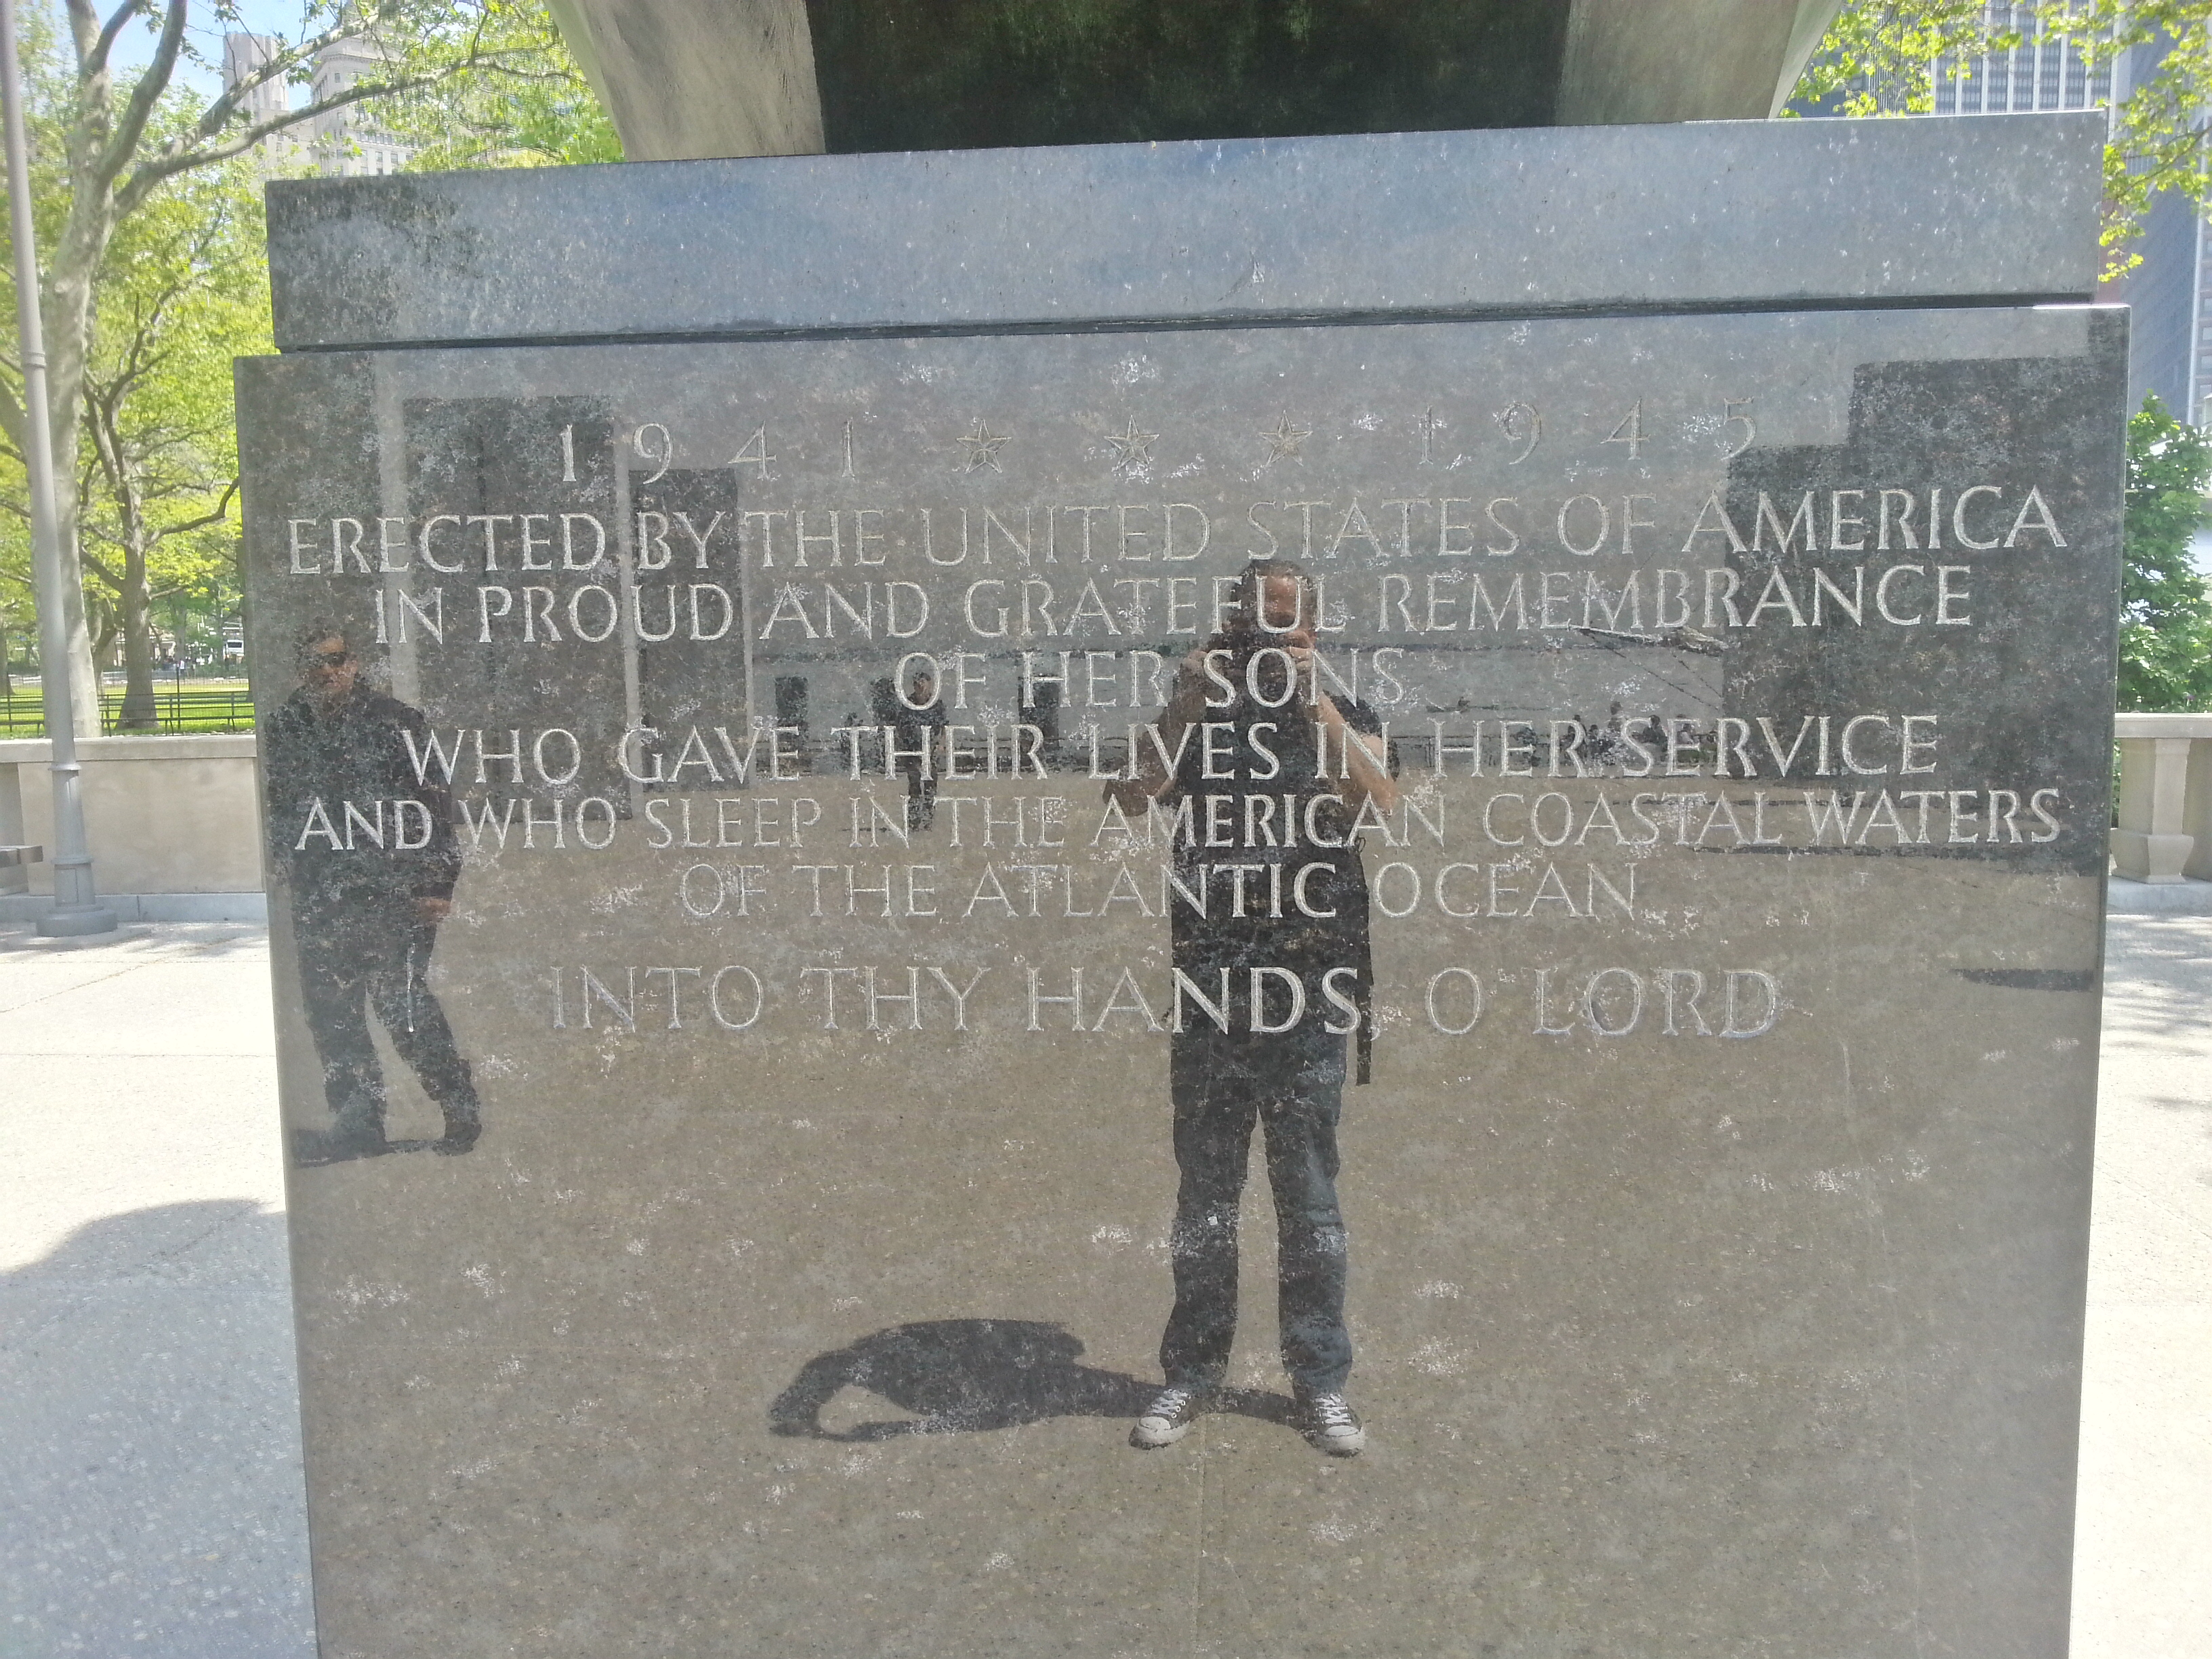 1941 ★ ★ ★ 1945
ERECTED BY THE UNITED STATES OF AMERICA
IN PROUD AND GRATEFUL REMEMBRANCE
OF HER SONS
WHO GAVE THEIR LIVES IN HER SERVICE
AND WHO SLEEP IN THE AMERICAN COASTAL WATERS
OF THE ATLANTIC OCEAN
INTO THY HANDS, O LORD